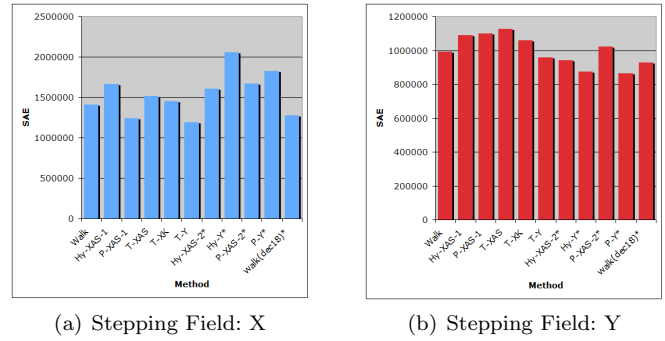 2500000
2000000
1500000
1000000
500000
0
SAE
Walk
Hy-XAS-1
P-XAS-1
T-XAS
T-XK
T-Y
Hy-XAS-2*
Hy-Y*
P-XAS-2*
P-Y*
walk(dec18)*
Method
(a) Stepping Field: X
1200000
1000000
800000
600000
400000
200000
0
SAE
Walk
Hy-XAS-1
P-XAS-1
T-XAS
T-XK
T-Y
Hy-XAS-2*
Hy-Y*
P-XAS-2*
P-Y*
walk(dec18)*
Method
(b) Stepping Field: Y